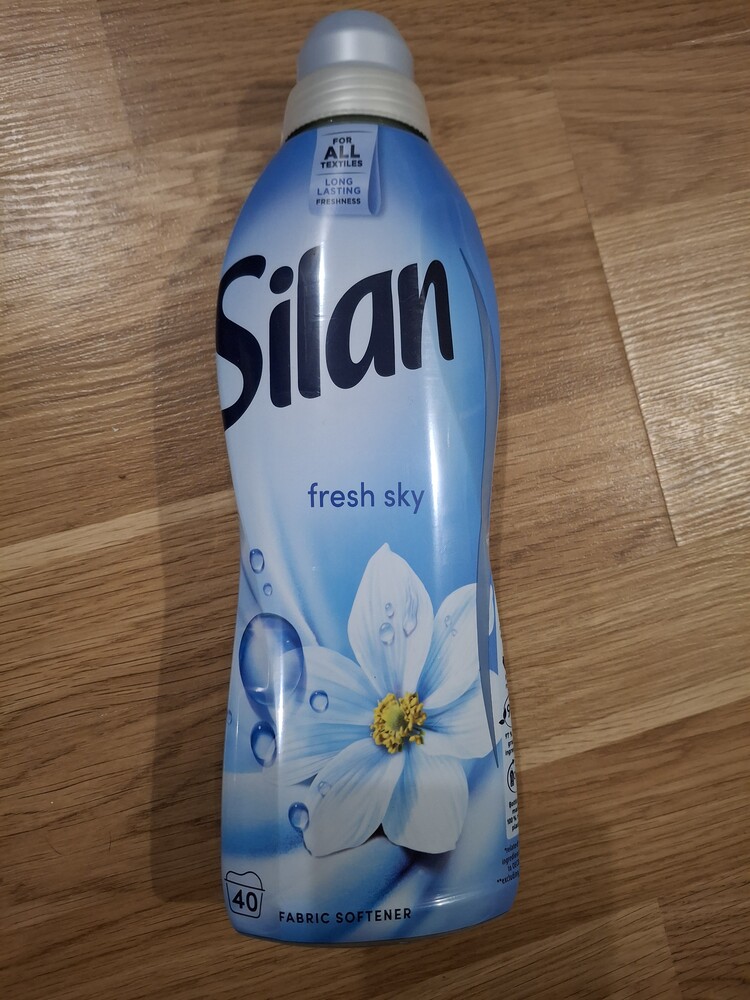 FOR
ALL
TEXTILES
LONG
LASTING
FRESHNESS
Silan
fresh sky
40
FABRIC SOFTENER